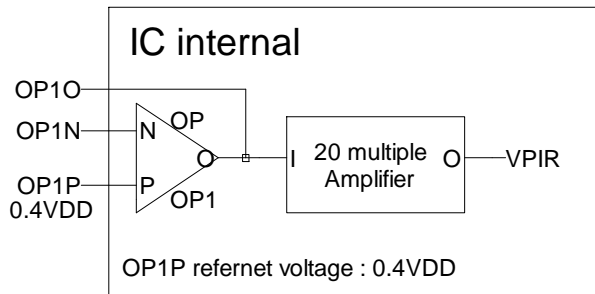 IC internal
OP1O
OP
OP1N
N
O
I
20 multiple
Amplifier
O
VPIR
OP1P
P
0.4VDD
OP1
OP1P refernet voltage : 0.4VDD